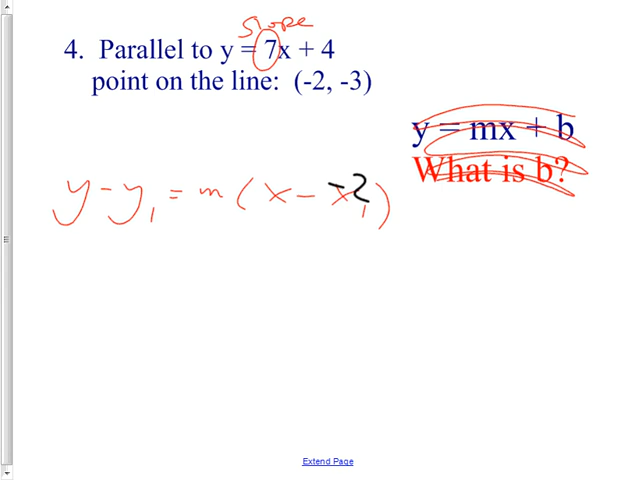 slope
4. Parallel to y = 7x + 4
point on the line: (-2, -3)
y = mx + b
What is b?
y - y₁ = m ( x - x₁ )
-2
Extend Page